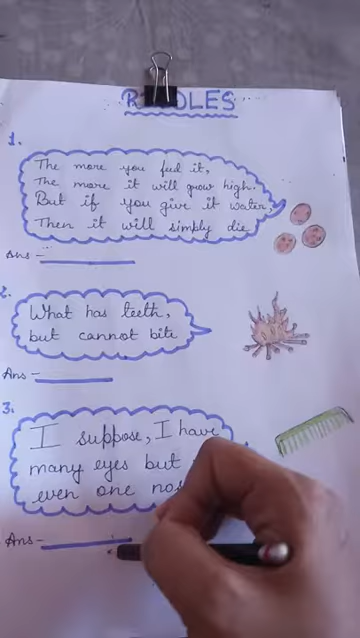 RIDDLES
1.
The more you feed it,
The more it will grow high.
But if you give it water,
Then it will simply die.
Ans-
2.
What has teeth,
but cannot bite
Ans-
3.
I suppose, I have
many eyes but
even one nos
Ans-